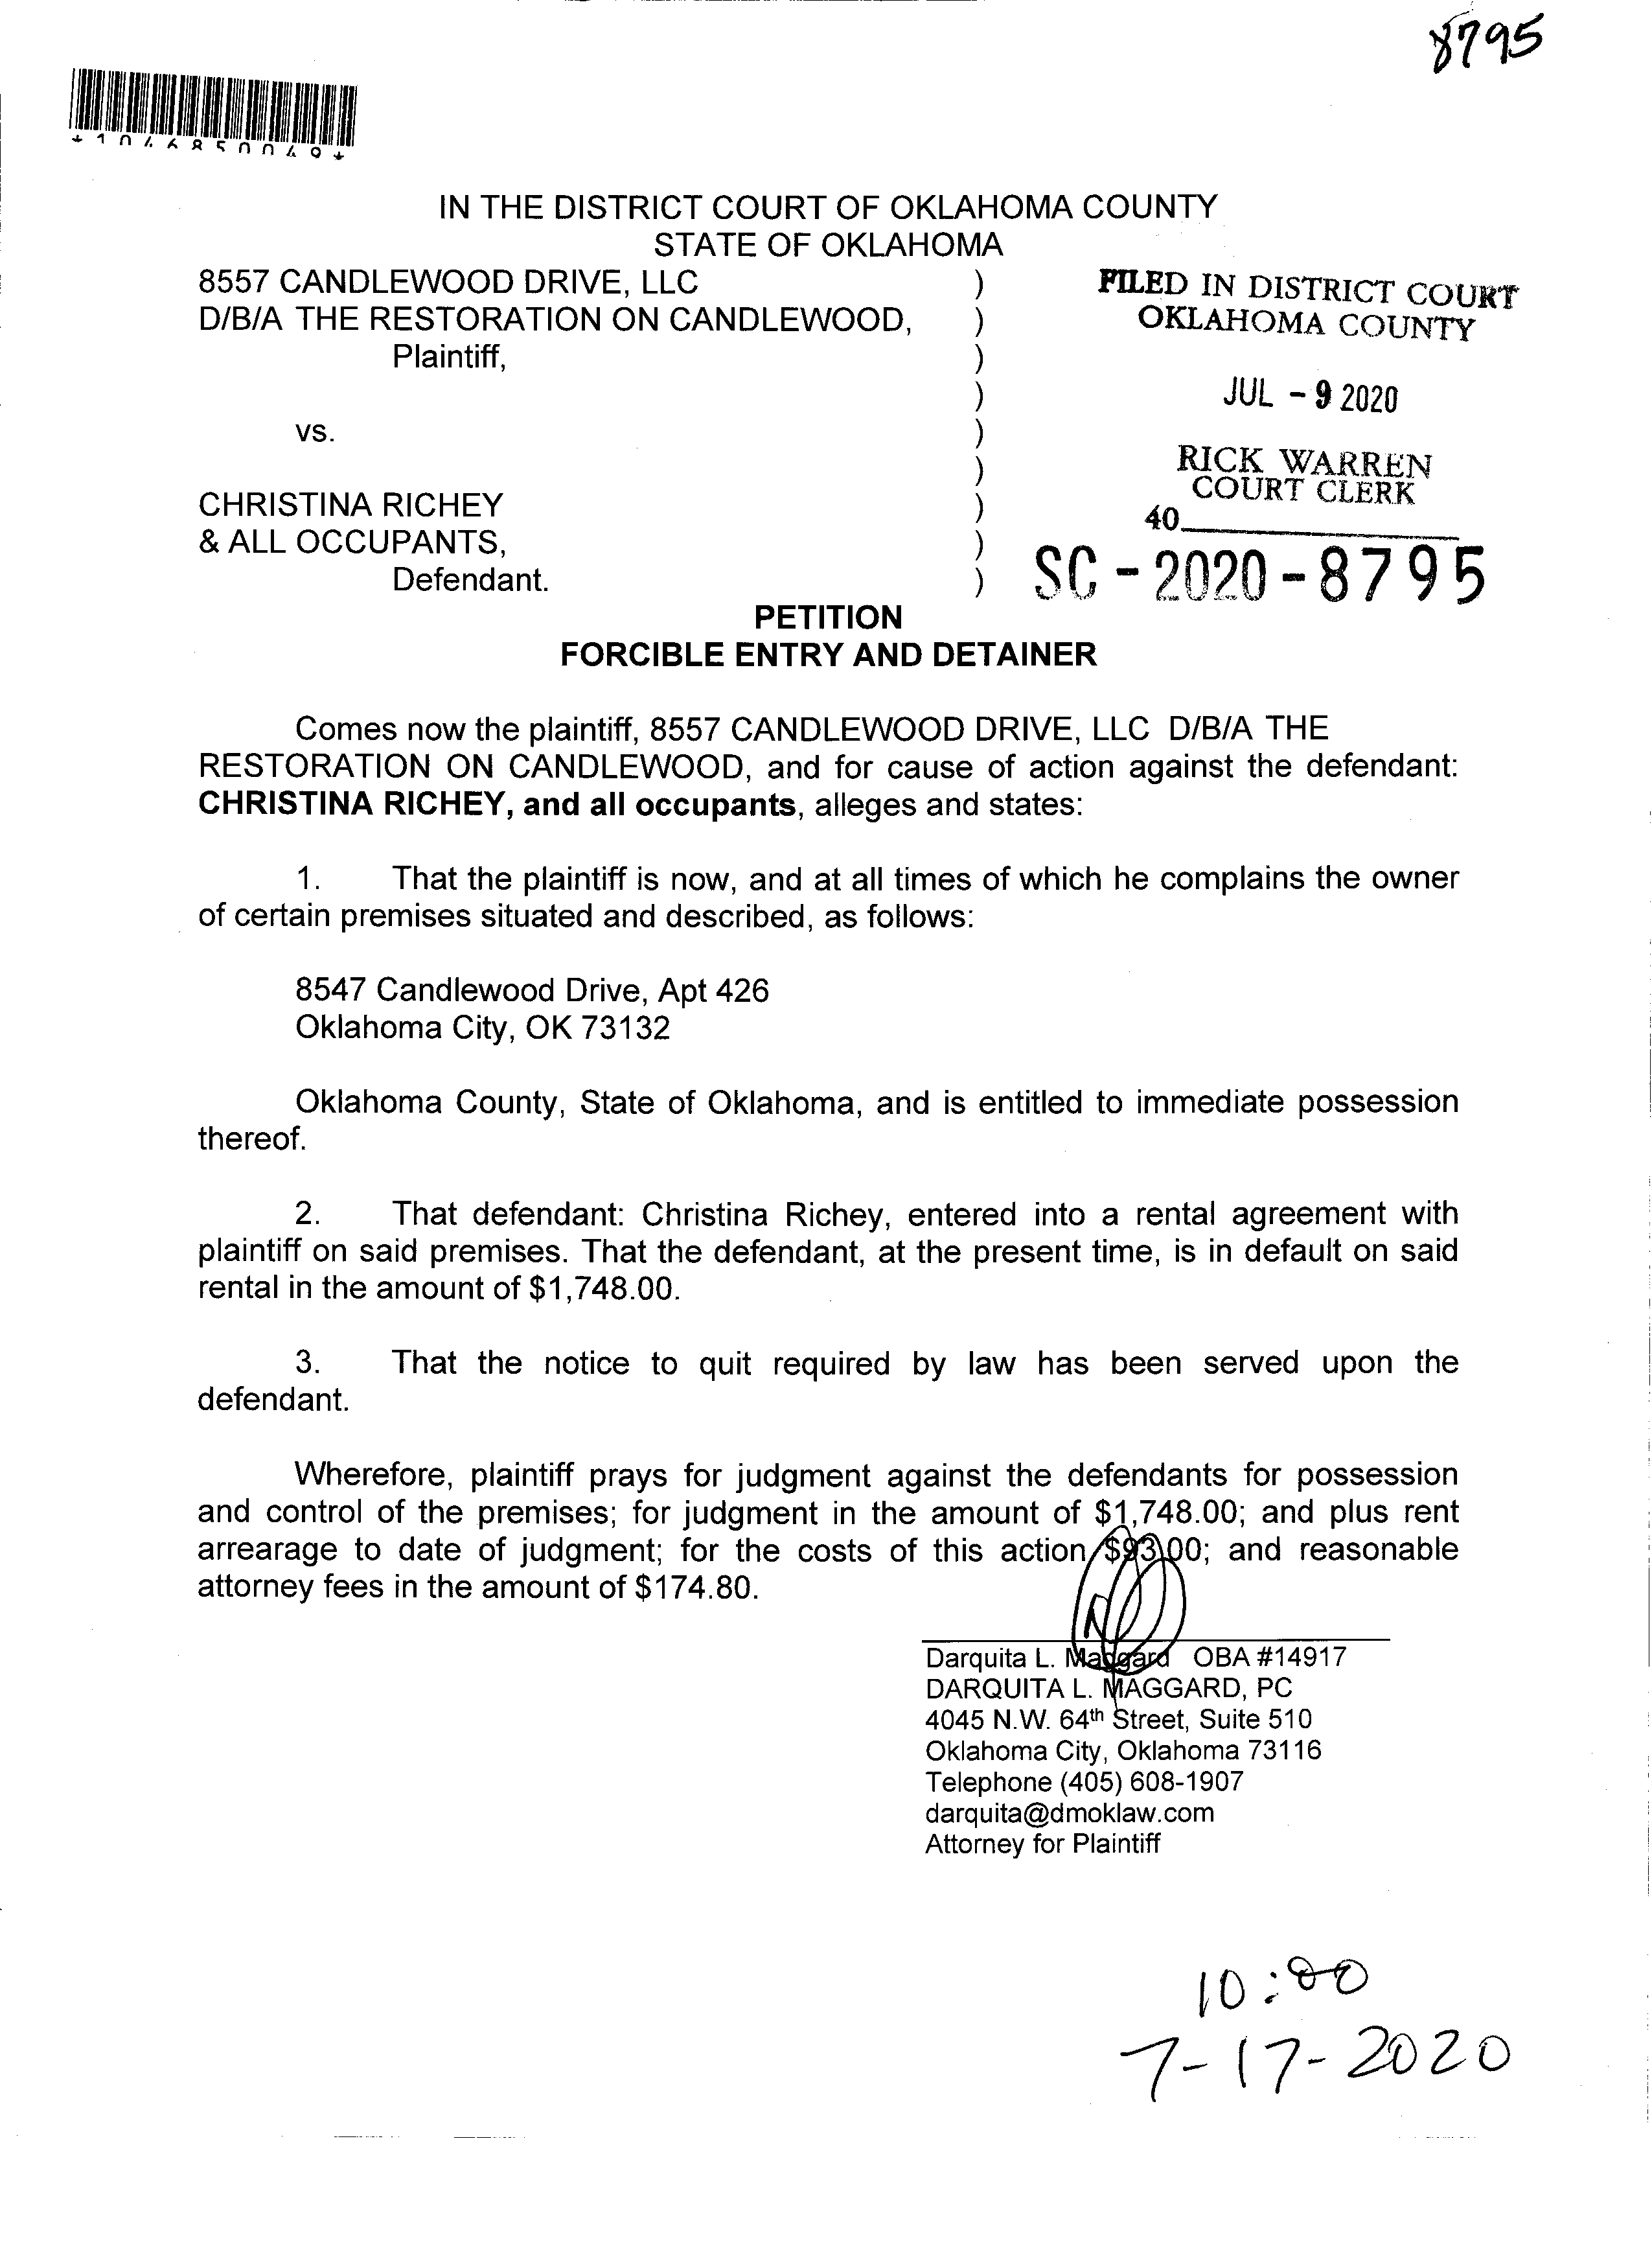 8795
IN THE DISTRICT COURT OF OKLAHOMA COUNTY
STATE OF OKLAHOMA
8557 CANDLEWOOD DRIVE, LLC )
D/B/A THE RESTORATION ON CANDLEWOOD, )
Plaintiff, )
)
vs. )
)
CHRISTINA RICHEY )
& ALL OCCUPANTS, )
Defendant. )
FILED IN DISTRICT COURT
OKLAHOMA COUNTY
JUL - 9 2020
RICK WARREN
COURT CLERK
40
SC - 2020 - 8795
PETITION
FORCIBLE ENTRY AND DETAINER
Comes now the plaintiff, 8557 CANDLEWOOD DRIVE, LLC D/B/A THE
RESTORATION ON CANDLEWOOD, and for cause of action against the defendant:
CHRISTINA RICHEY, and all occupants, alleges and states:
1. That the plaintiff is now, and at all times of which he complains the owner
of certain premises situated and described, as follows:
8547 Candlewood Drive, Apt 426
Oklahoma City, OK 73132
Oklahoma County, State of Oklahoma, and is entitled to immediate possession
thereof.
2. That defendant: Christina Richey, entered into a rental agreement with
plaintiff on said premises. That the defendant, at the present time, is in default on said
rental in the amount of $1,748.00.
3. That the notice to quit required by law has been served upon the
defendant.
Wherefore, plaintiff prays for judgment against the defendants for possession
and control of the premises; for judgment in the amount of $1,748.00; and plus rent
arrearage to date of judgment; for the costs of this action $93.00; and reasonable
attorney fees in the amount of $174.80.
Darquita L. Maggard OBA #14917
DARQUITA L. MAGGARD, PC
4045 N.W. 64th Street, Suite 510
Oklahoma City, Oklahoma 73116
Telephone (405) 608-1907
darquita@dmoklaw.com
Attorney for Plaintiff
10:00
7-17-2020